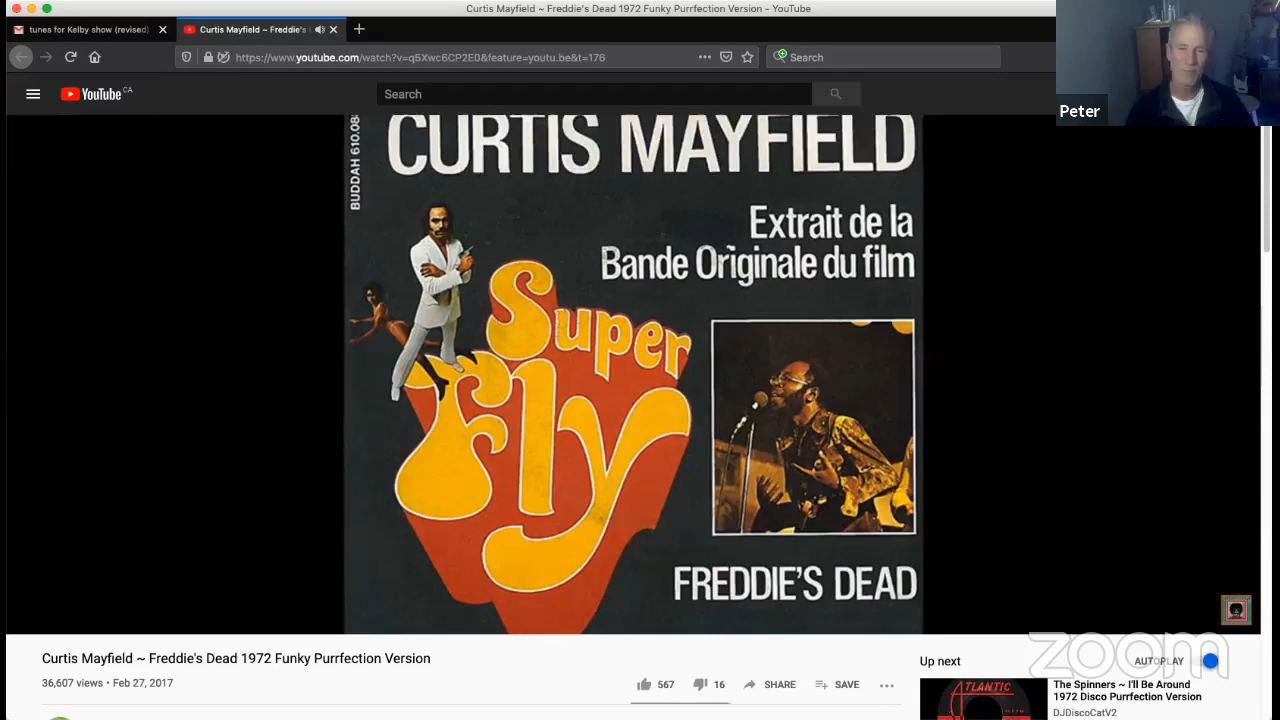 Curtis Mayfield ~ Freddie's Dead 1972 Funky Purrfection Version - YouTube
tunes for Kelby show (revised)
Curtis Mayfield ~ Freddie's
https://www.youtube.com/watch?v=q5Xwc6CP2E0&feature=youtu.be&t=176
Search
YouTube CA
Search
Peter
BUDDAH 610.08
CURTIS MAYFIELD
Extrait de la
Bande Originale du film
Super
Fly
FREDDIE'S DEAD
Curtis Mayfield ~ Freddie's Dead 1972 Funky Purrfection Version
36,607 views • Feb 27, 2017
567
16
SHARE
SAVE
Up next
AUTOPLAY
zoom
ATLANTIC
The Spinners ~ I'll Be Around
1972 Disco Purrfection Version
DJDiscoCatV2